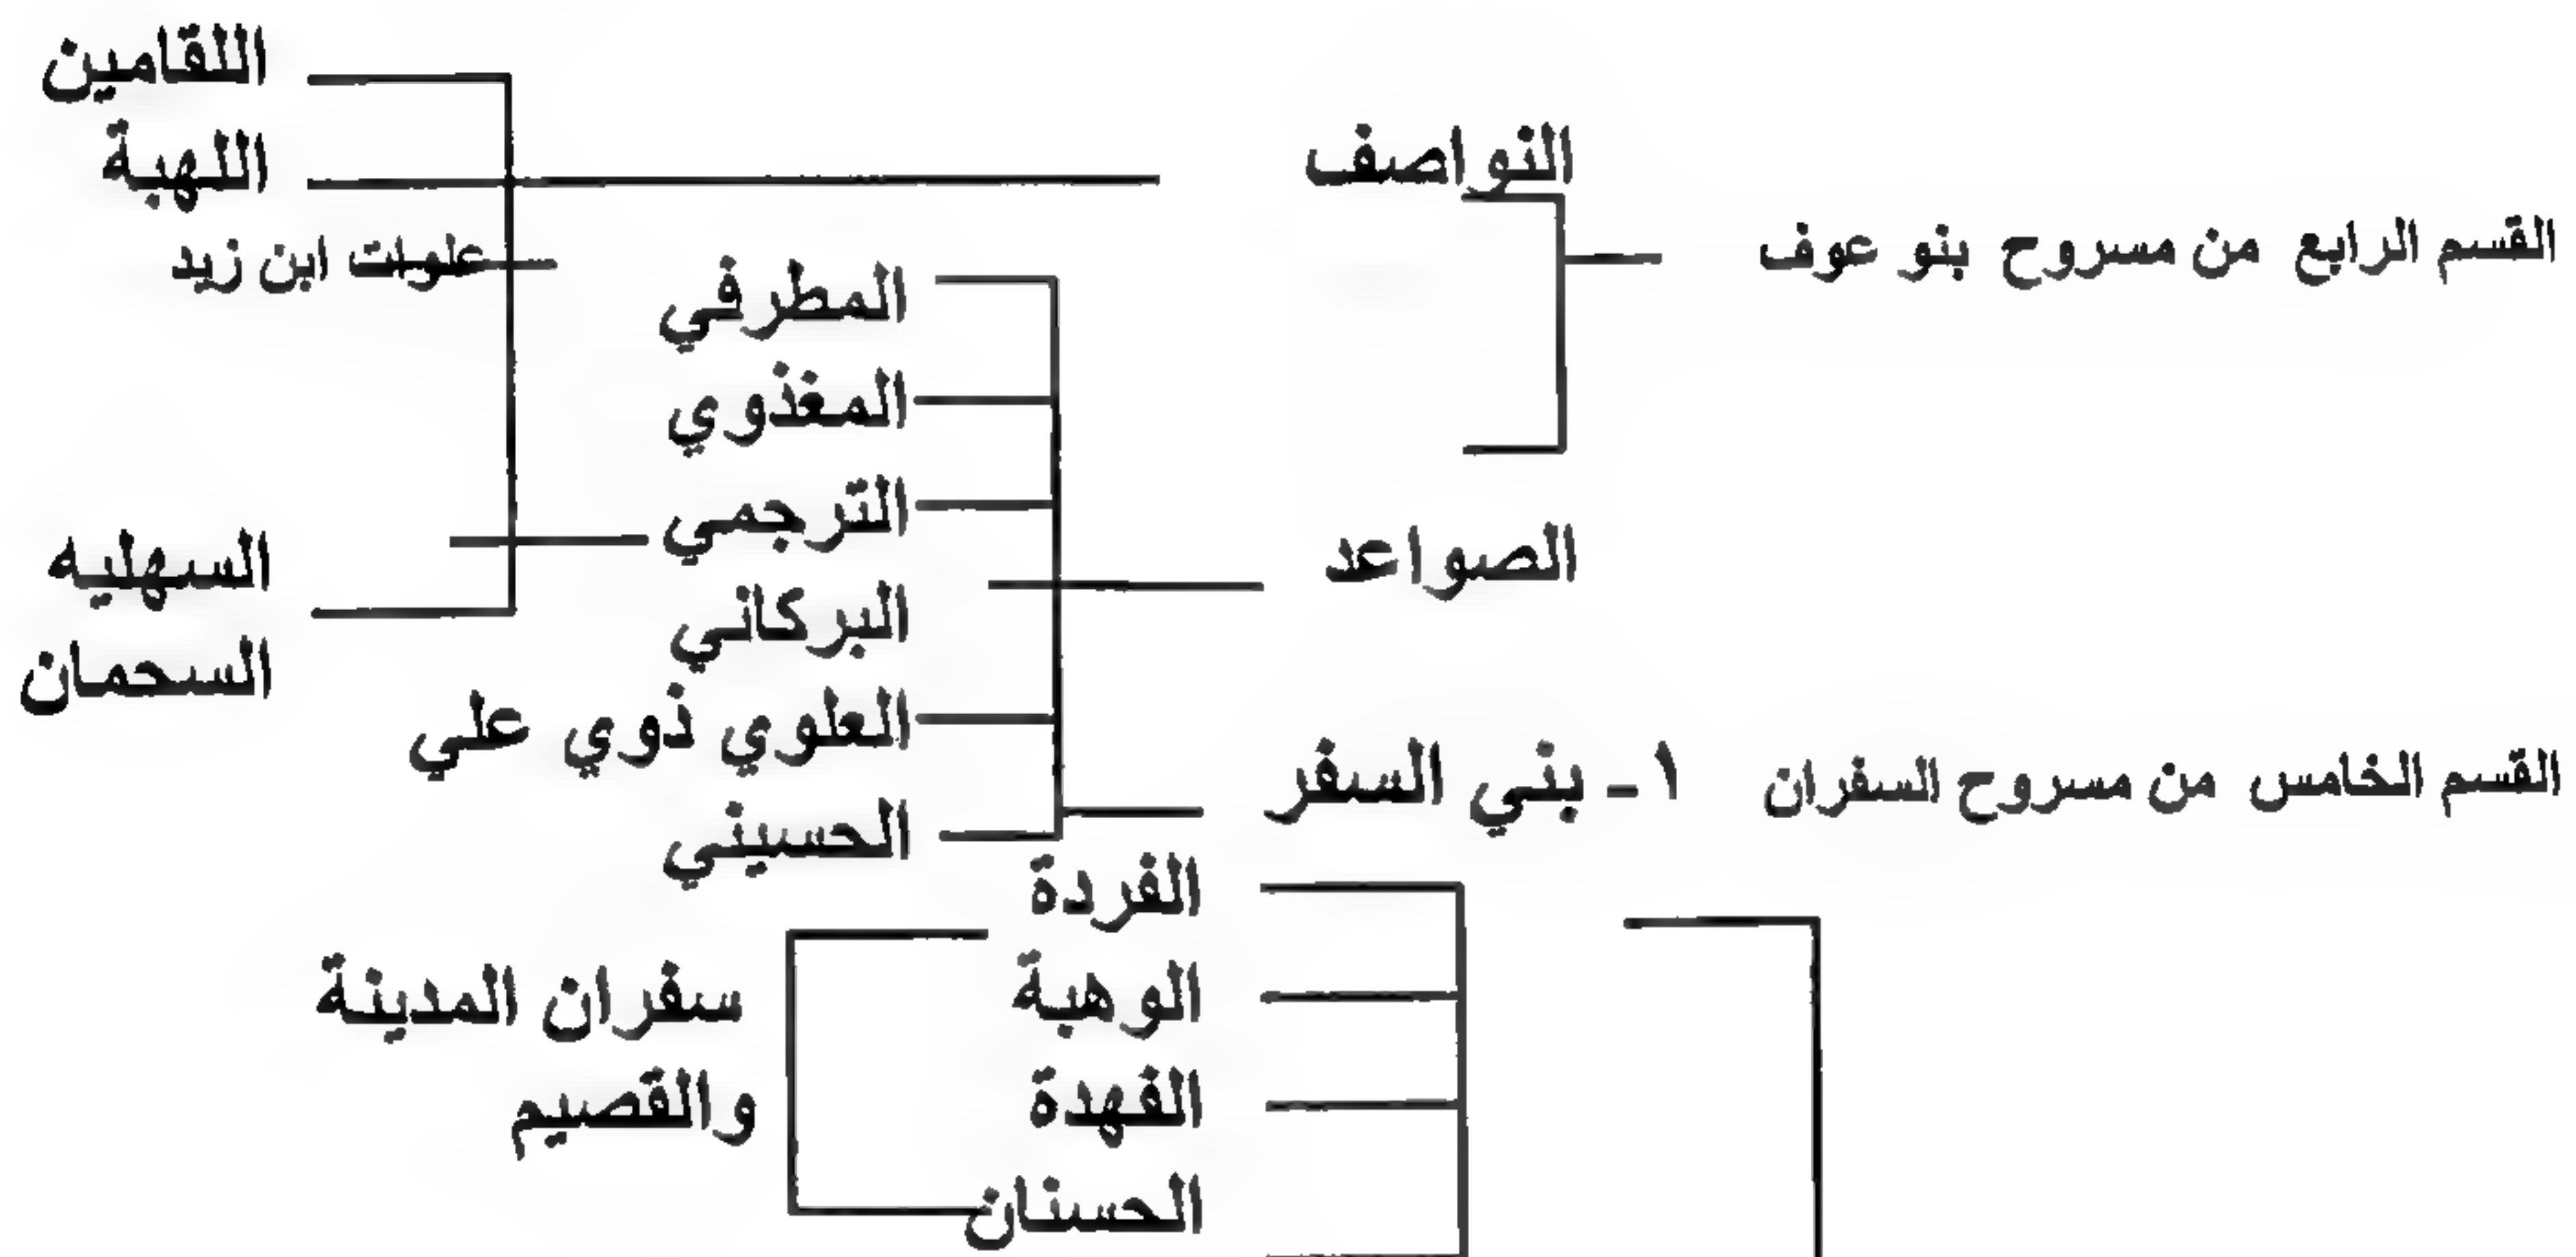 القسم الرابع من مسروح بنو عوف
النواصف
الصواعد
اللقامين
اللهبة
علوات ابن زيد
السهليه
السحمان
المطرفي
المغذوي
الترجمي
البركاني
العلوي ذوي علي
الحسيني
القسم الخامس من مسروح السفران
١- بني السفر
الفردة
الوهبة
الفهدة
الحسنان
سفران المدينة
والقصيم